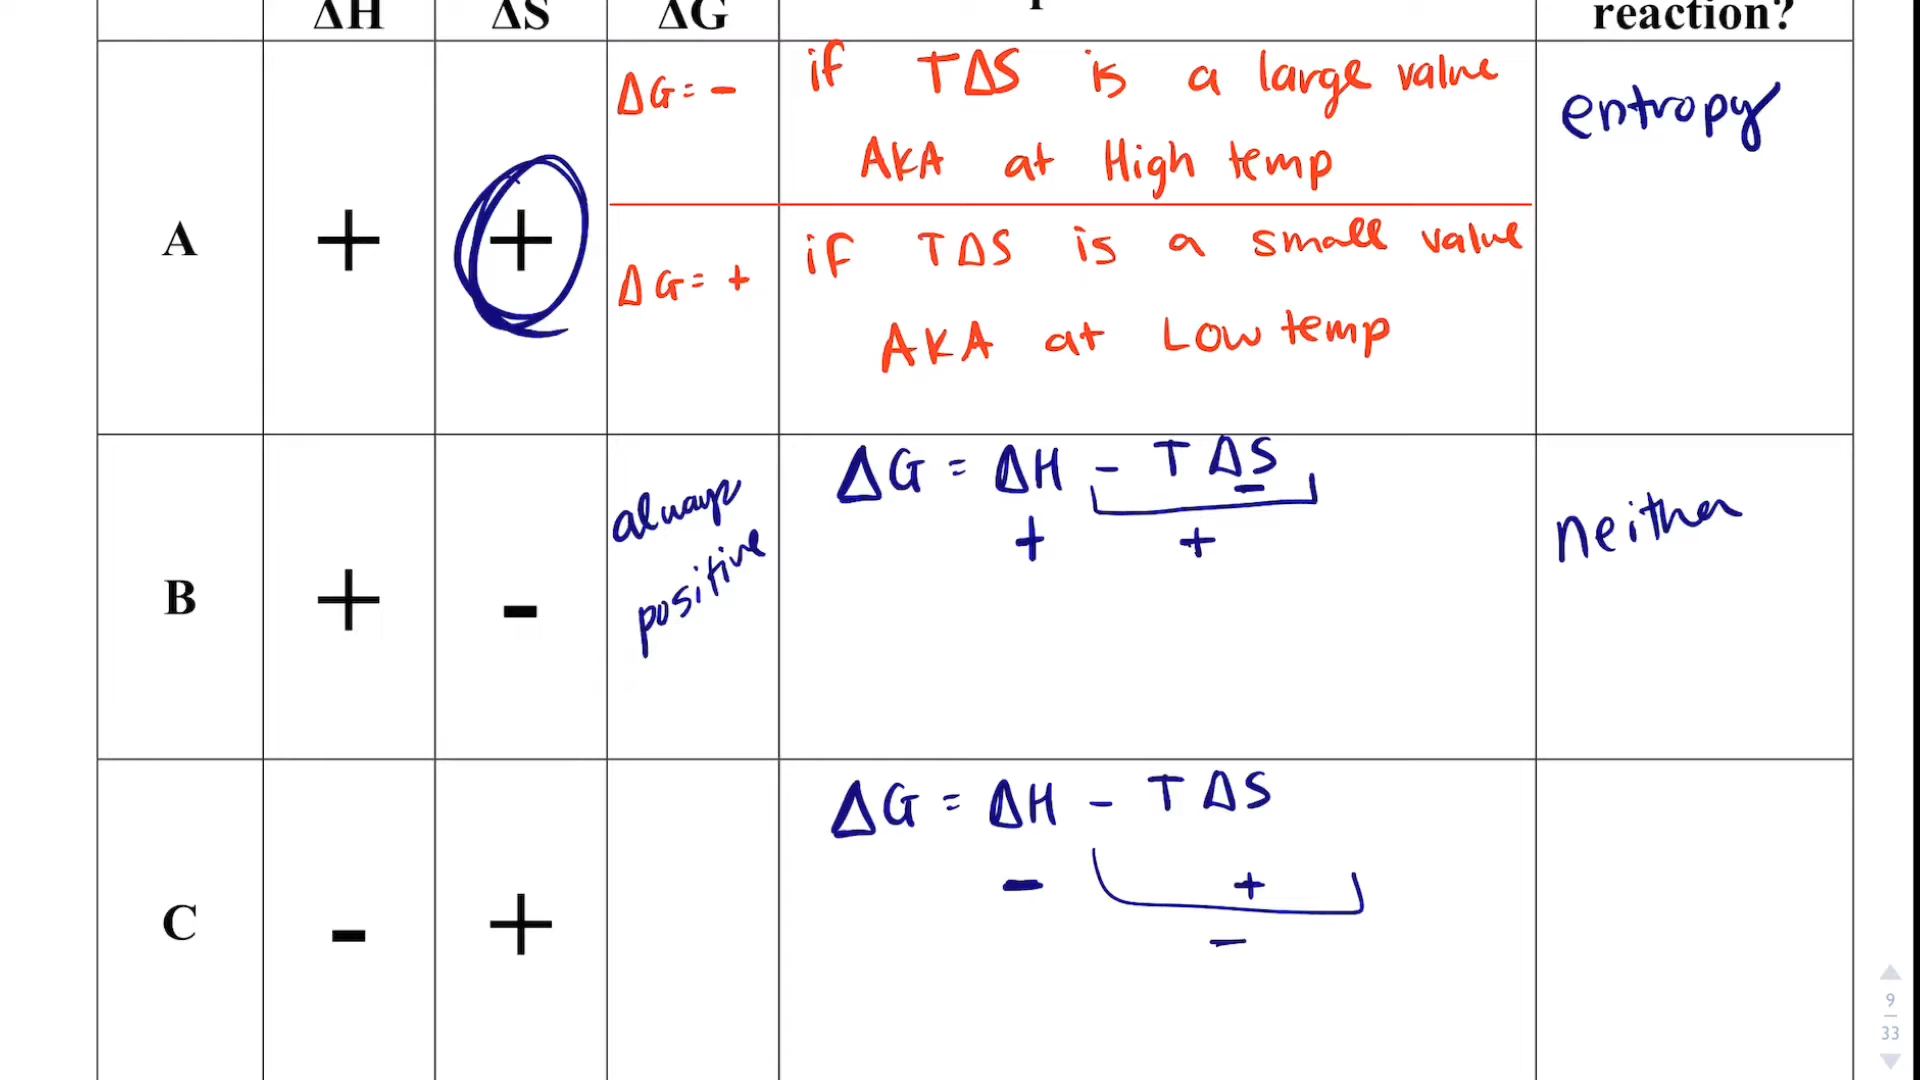 ΔH ΔS ΔG reaction?
A + + ΔG = - if TΔS is a large value entropy
AKA at High temp
ΔG = + if TΔS is a small value
AKA at Low temp
B + - always positive ΔG = ΔH - TΔS neither
+ +
C - + ΔG = ΔH - TΔS
- +
-
9
33